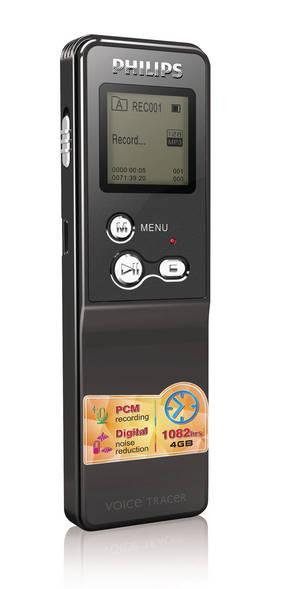 PHILIPS
A REC001
Record... 128
MP3
0000:00:05 001
0071:39:20 000
M MENU
PCM
recording
Digital
noise
reduction
1082hrs
4GB
VOICE TRACER